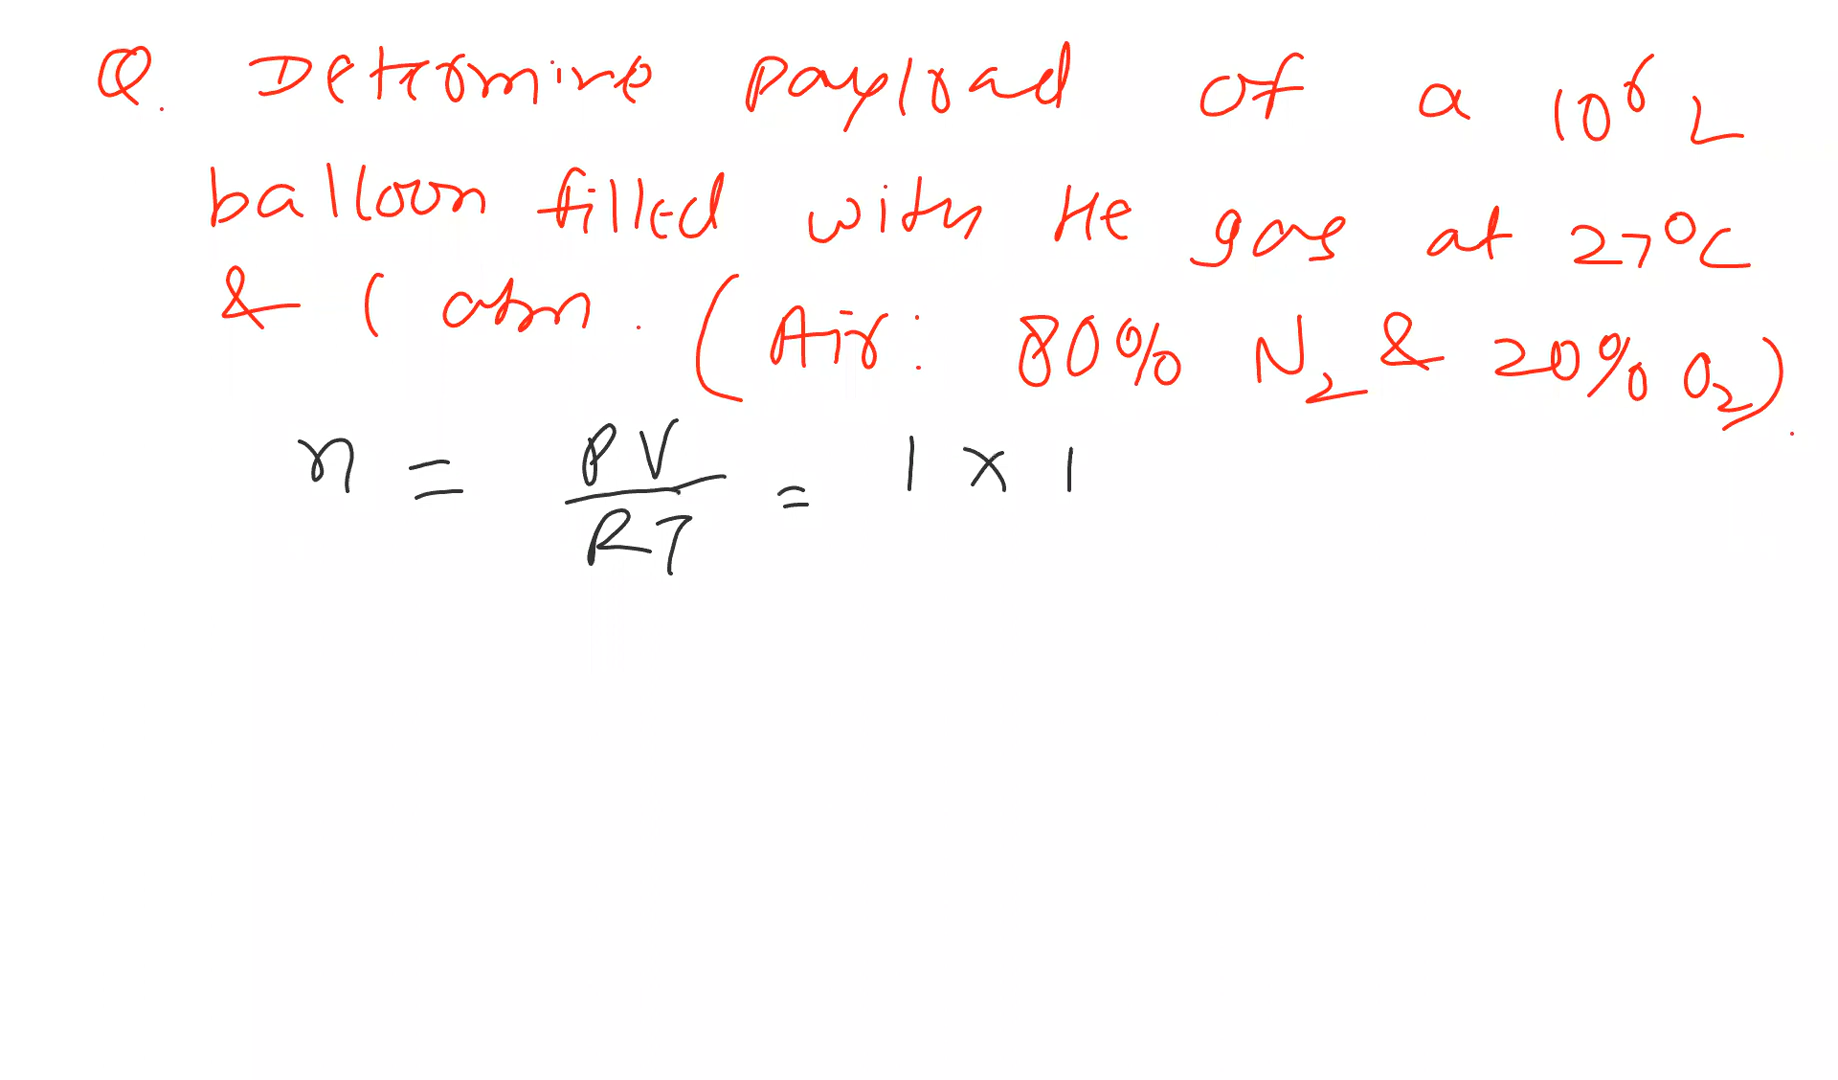 Q. Determine payload of a 10⁶ L
balloon filled with He gas at 27°C
& 1 atm. (Air: 80% N₂ & 20% O₂).
n = PV/RT = 1 × 1